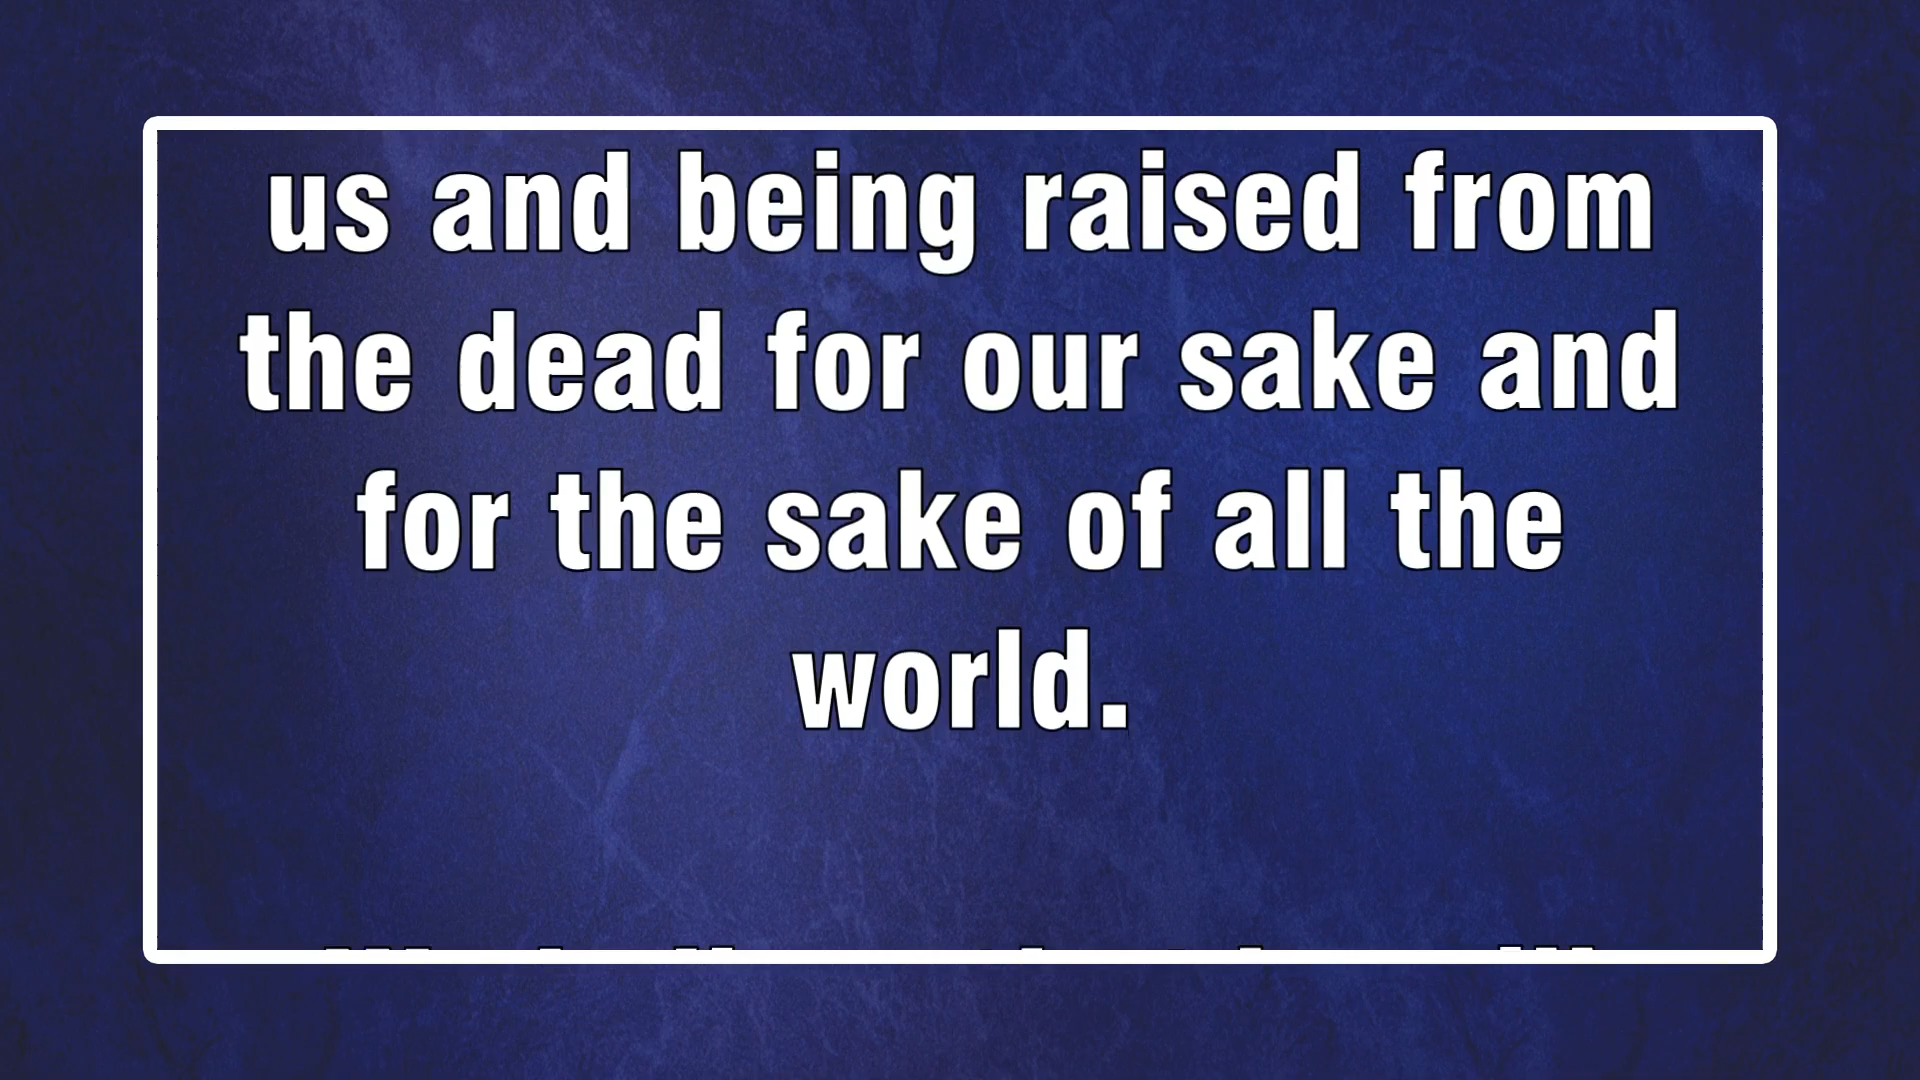 us and being raised from
the dead for our sake and
for the sake of all the
world.